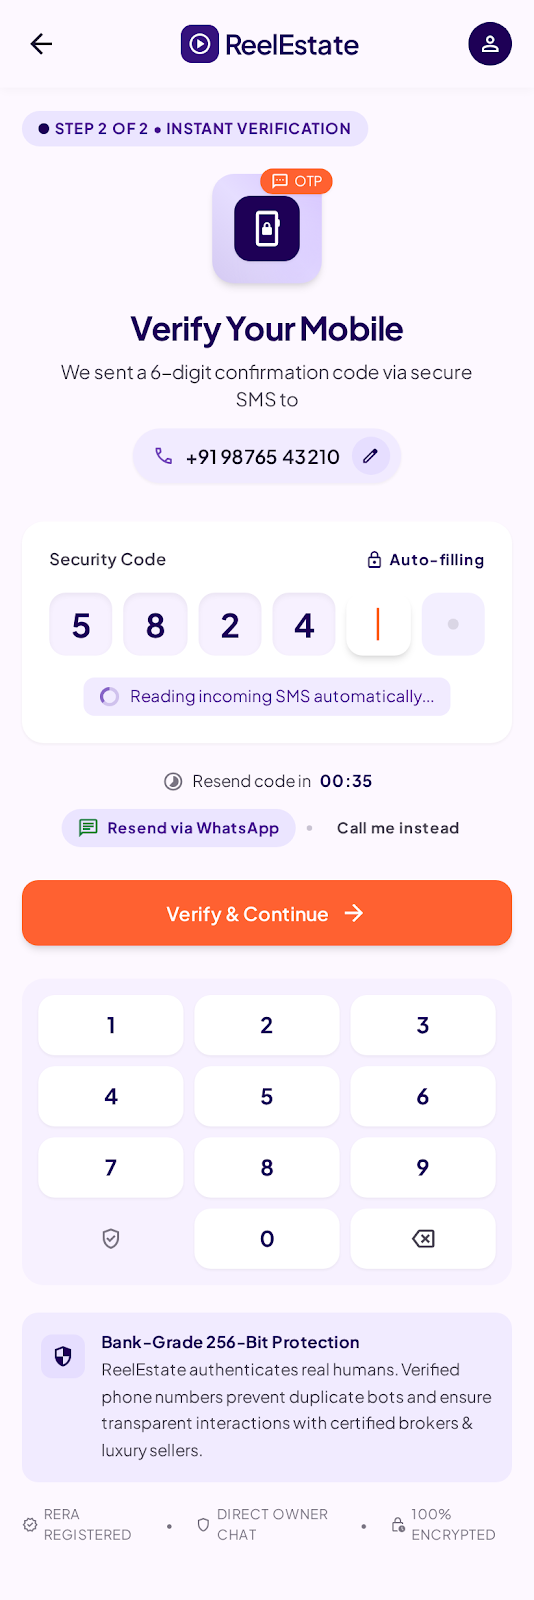 ReelEstate
STEP 2 OF 2 • INSTANT VERIFICATION
OTP
Verify Your Mobile
We sent a 6-digit confirmation code via secure
SMS to
+91 98765 43210
Security Code
Auto-filling
5 8 2 4
Reading incoming SMS automatically...
Resend code in 00:35
Resend via WhatsApp • Call me instead
Verify & Continue
1 2 3
4 5 6
7 8 9
0
Bank-Grade 256-Bit Protection
ReelEstate authenticates real humans. Verified
phone numbers prevent duplicate bots and ensure
transparent interactions with certified brokers &
luxury sellers.
RERA
REGISTERED
•
DIRECT OWNER
CHAT
•
100%
ENCRYPTED